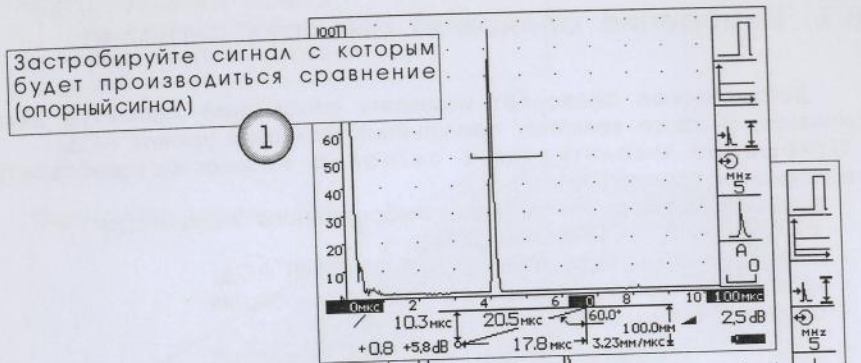 Застробируйте сигнал с которым
будет производиться сравнение
(опорный сигнал)
1
100
60
50
40
30
20
10
0мкс 2 4 6 8 10 100мкс
10.3мкс 20.5мкс 60.0° 100.0мм 2,5 dB
+0.8 +5,8dB 17.8мкс 3.23мм/мкс
MHz
5
A
0
MHz
5